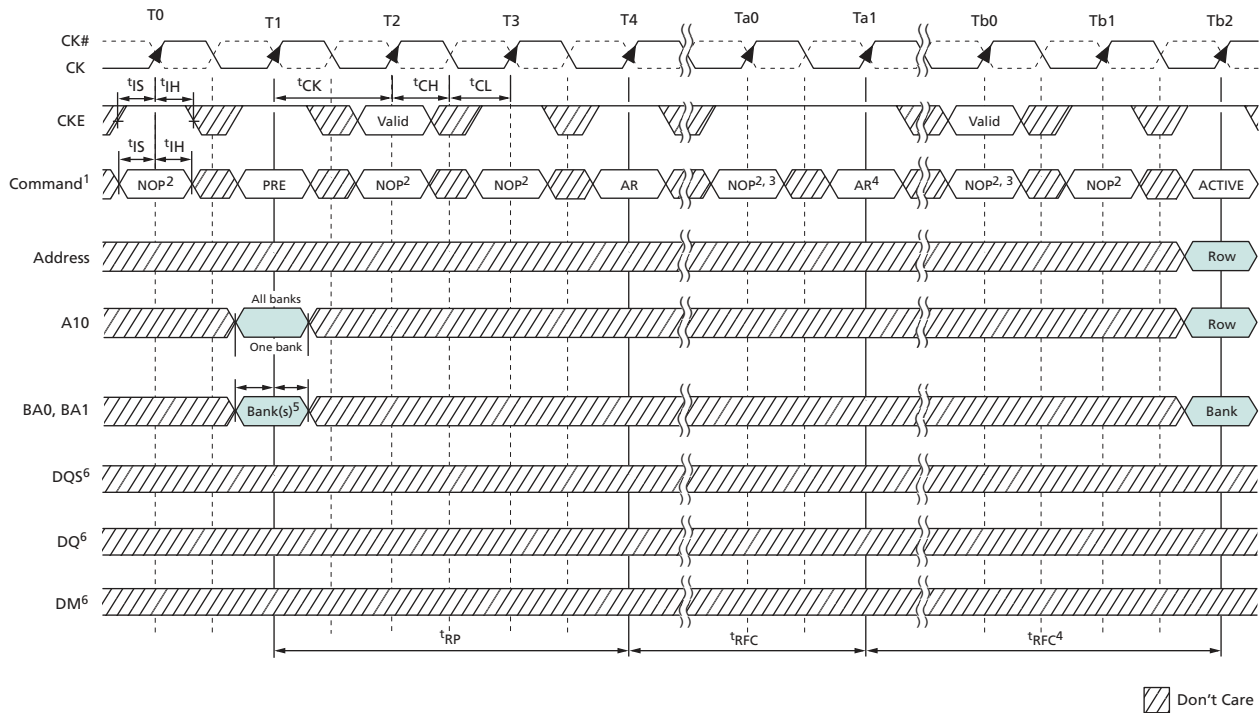 T0 T1 T2 T3 T4 Ta0 Ta1 Tb0 Tb1 Tb2
CK#
CK
tIS tIH tCK tCH tCL
CKE Valid Valid
tIS tIH
Command1 NOP2 PRE NOP2 NOP2 AR NOP2, 3 AR4 NOP2, 3 NOP2 ACTIVE
Address Row
All banks
A10 Row
One bank
BA0, BA1 Bank(s)5 Bank
DQS6
DQ6
DM6
tRP tRFC tRFC4
Don't Care